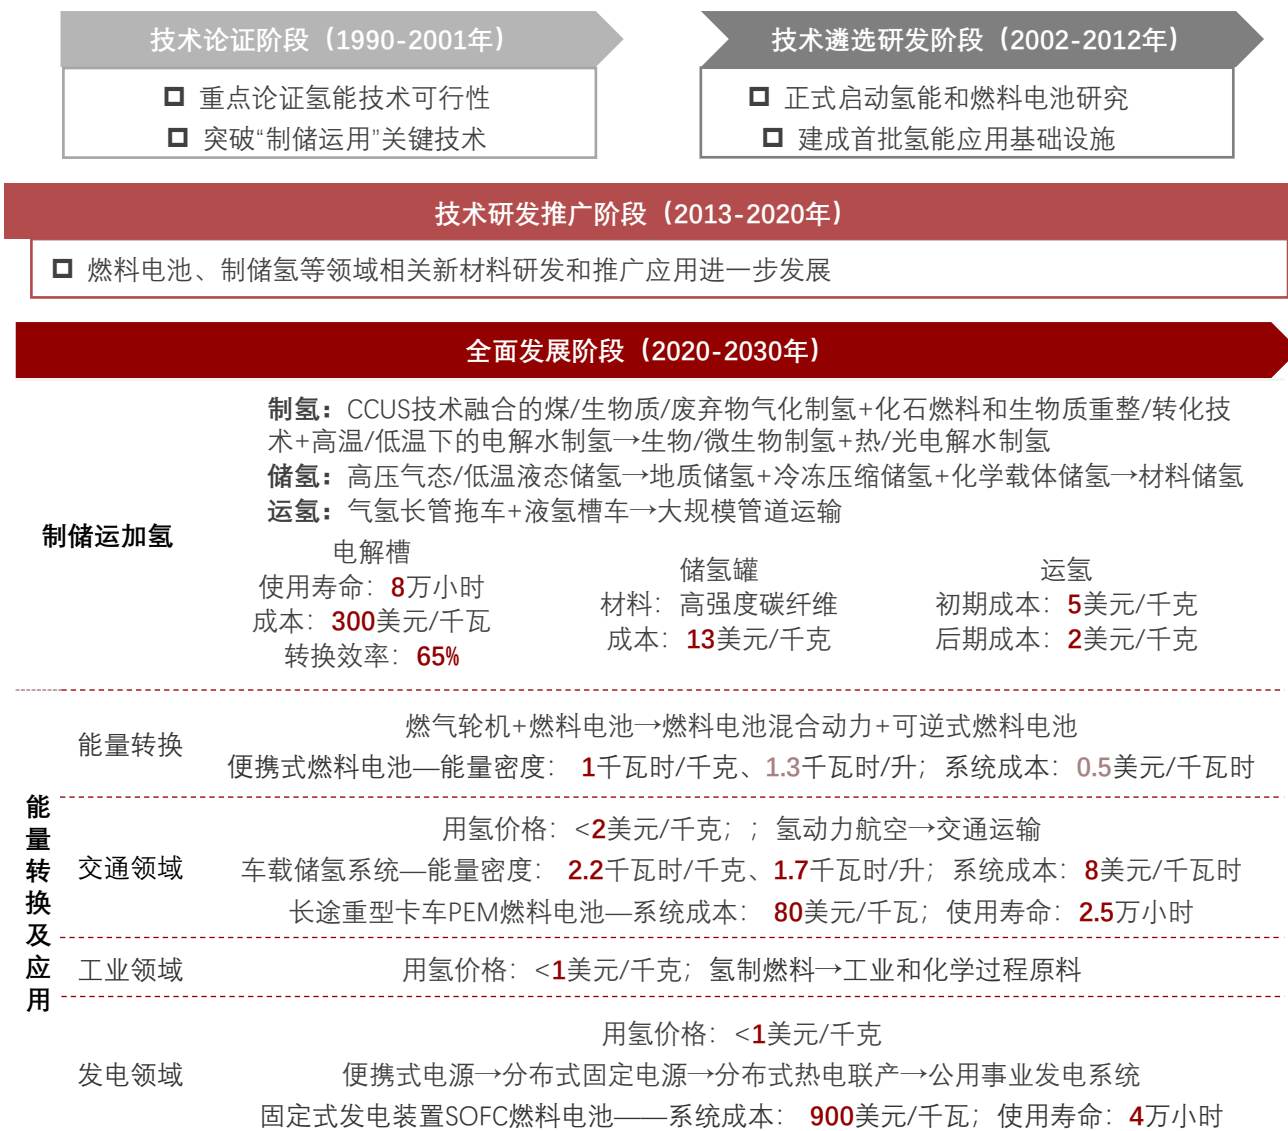 技术论证阶段（1990-2001年）
重点论证氢能技术可行性
突破“制储运用”关键技术
技术遴选研发阶段（2002-2012年）
正式启动氢能和燃料电池研究
建成首批氢能应用基础设施
技术研发推广阶段（2013-2020年）
燃料电池、制储氢等领域相关新材料研发和推广应用进一步发展
全面发展阶段（2020-2030年）
制储运加氢
制氢：CCUS技术融合的煤/生物质/废弃物气化制氢+化石燃料和生物质重整/转化技
术+高温/低温下的电解水制氢→生物/微生物制氢+热/光电解水制氢
储氢：高压气态/低温液态储氢→地质储氢+冷冻压缩储氢+化学载体储氢→材料储氢
运氢：气氢长管拖车+液氢槽车→大规模管道运输
电解槽
使用寿命：8万小时
成本：300美元/千瓦
转换效率：65%
储氢罐
材料：高强度碳纤维
成本：13美元/千克
运氢
初期成本：5美元/千克
后期成本：2美元/千克
能量转换及应用
能量转换
燃气轮机+燃料电池→燃料电池混合动力+可逆式燃料电池
便携式燃料电池—能量密度： 1千瓦时/千克、1.3千瓦时/升；系统成本：0.5美元/千瓦时
交通领域
用氢价格：<2美元/千克；；氢动力航空→交通运输
车载储氢系统—能量密度： 2.2千瓦时/千克、1.7千瓦时/升；系统成本：8美元/千瓦时
长途重型卡车PEM燃料电池—系统成本： 80美元/千瓦；使用寿命：2.5万小时
工业领域
用氢价格：<1美元/千克；氢制燃料→工业和化学过程原料
发电领域
用氢价格：<1美元/千克
便携式电源→分布式固定电源→分布式热电联产→公用事业发电系统
固定式发电装置SOFC燃料电池——系统成本： 900美元/千瓦；使用寿命：4万小时